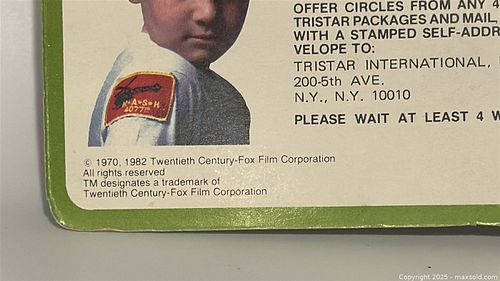 OFFER CIRCLES FROM ANY 4
TRISTAR PACKAGES AND MAIL
WITH A STAMPED SELF-ADDR
VELOPE TO:
TRISTAR INTERNATIONAL,
200-5th AVE.
N.Y., N.Y. 10010
PLEASE WAIT AT LEAST 4 W
M*A*S*H
4077th
© 1970, 1982 Twentieth Century-Fox Film Corporation
All rights reserved
TM designates a trademark of
Twentieth Century-Fox Film Corporation
Copyright 2025 - maxsold.com